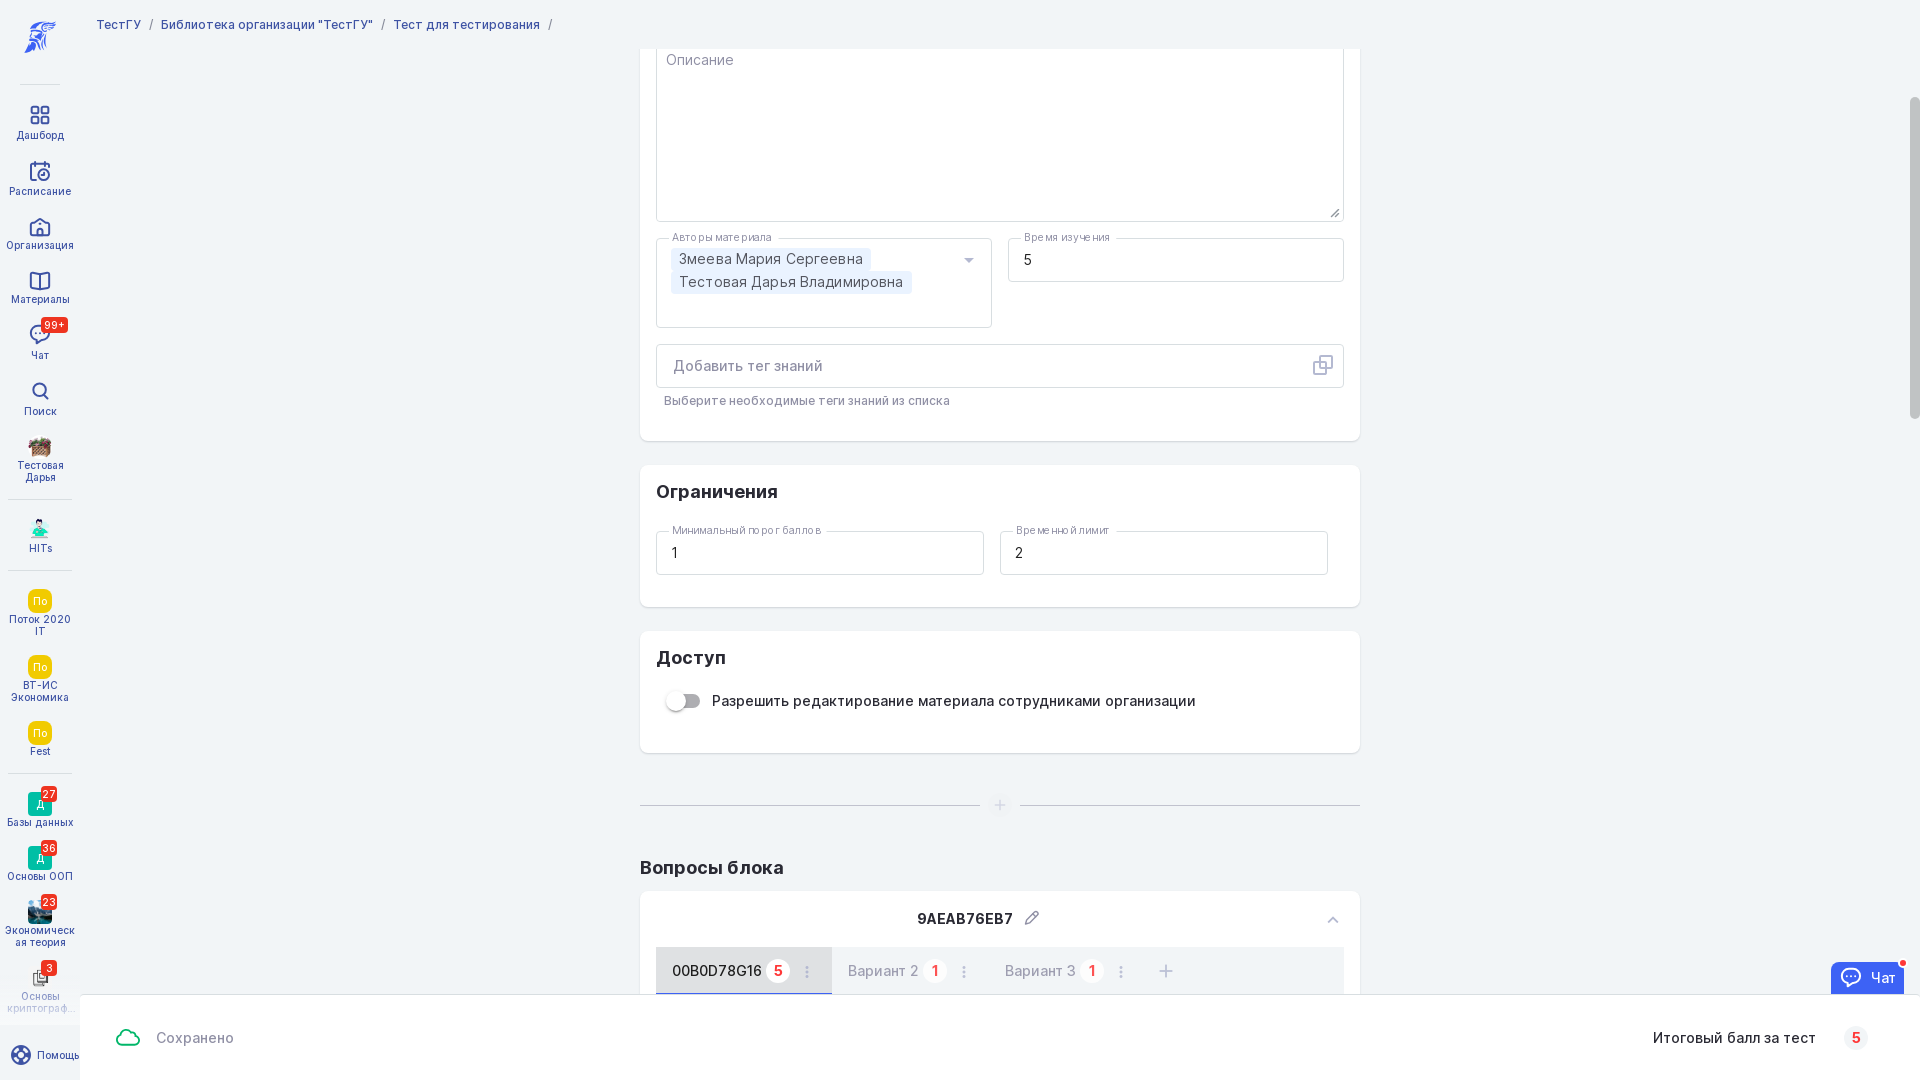 ТестГУ / Библиотека организации "ТестГУ" / Тест для тестирования /
Дашборд
Расписание
Организация
Материалы
99+
Чат
Поиск
Тестовая
Дарья
HITs
По
Поток 2020
IT
По
ВТ-ИС
Экономика
По
Fest
27
Д
Базы данных
36
Д
Основы ООП
23
Экономическ
ая теория
3
Основы
криптограф...
Помощь
Описание
Авторы материала
Змеева Мария Сергеевна
Тестовая Дарья Владимировна
Время изучения
5
Добавить тег знаний
Выберите необходимые теги знаний из списка
Ограничения
Минимальный порог баллов
1
Временной лимит
2
Доступ
Разрешить редактирование материала сотрудниками организации
Вопросы блока
9AEAB76EB7
00B0D78G16 5 Вариант 2 1 Вариант 3 1
Чат
Сохранено
Итоговый балл за тест 5